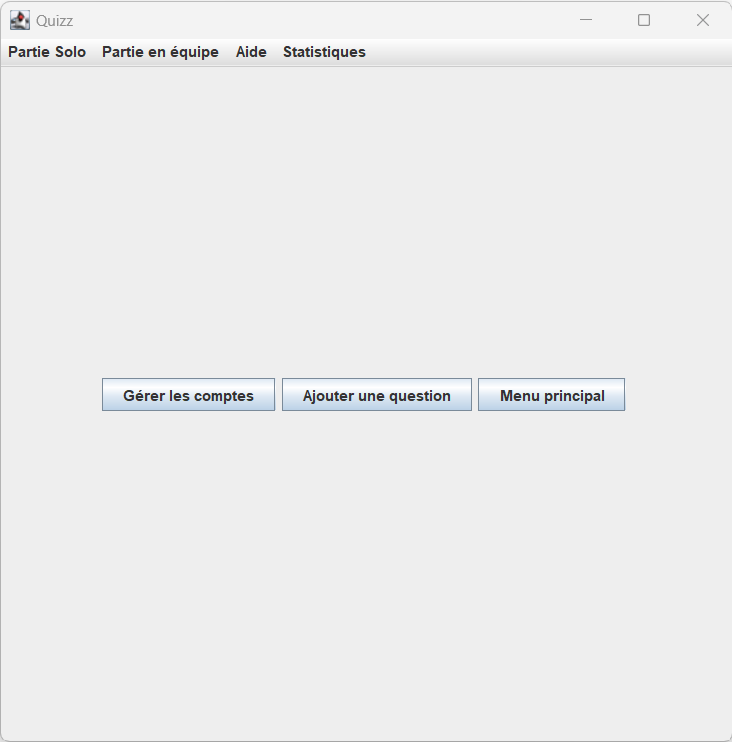 Quizz
Partie Solo Partie en équipe Aide Statistiques
Gérer les comptes Ajouter une question Menu principal